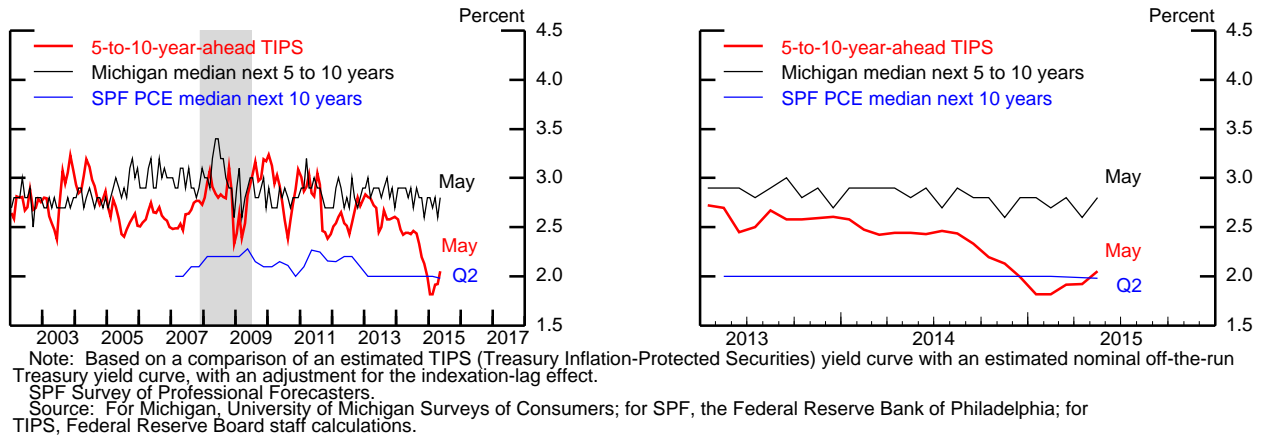 Percent
5-to-10-year-ahead TIPS
Michigan median next 5 to 10 years
SPF PCE median next 10 years
4.5
4.0
3.5
3.0
2.5
2.0
1.5
May
May
Q2
2003 2005 2007 2009 2011 2013 2015 2017
Percent
5-to-10-year-ahead TIPS
Michigan median next 5 to 10 years
SPF PCE median next 10 years
4.5
4.0
3.5
3.0
2.5
2.0
1.5
May
May
Q2
2013 2014 2015
Note: Based on a comparison of an estimated TIPS (Treasury Inflation-Protected Securities) yield curve with an estimated nominal off-the-run
Treasury yield curve, with an adjustment for the indexation-lag effect.
SPF Survey of Professional Forecasters.
Source: For Michigan, University of Michigan Surveys of Consumers; for SPF, the Federal Reserve Bank of Philadelphia; for
TIPS, Federal Reserve Board staff calculations.